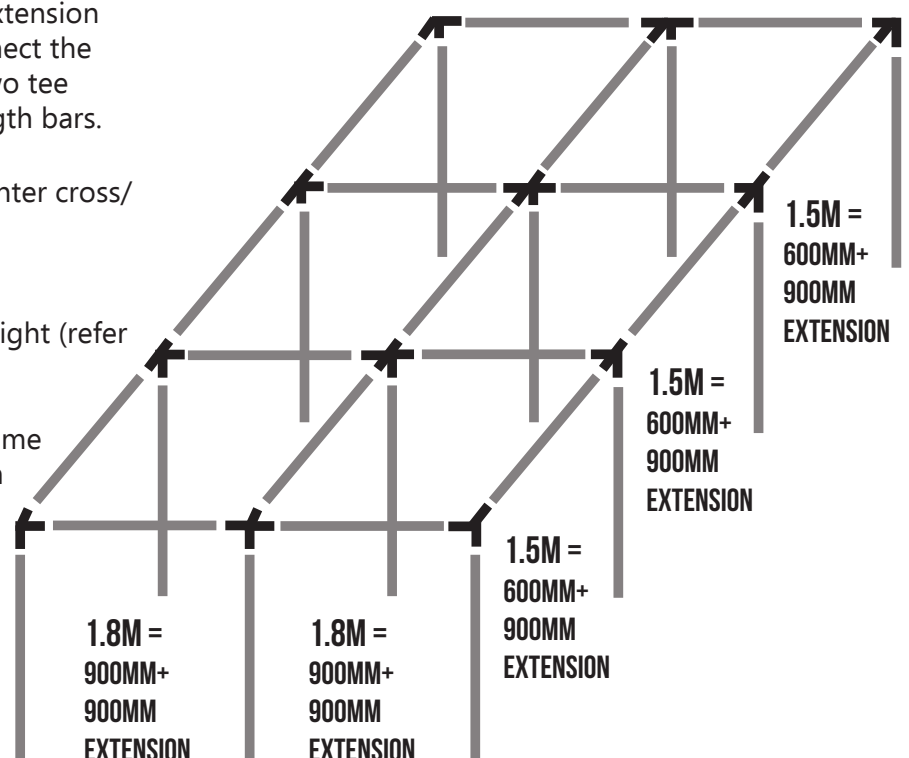 xtension
nect the
vo tee
gth bars.
nter cross/
ight (refer
me
1.5M =
600MM+
900MM
EXTENSION
1.5M =
600MM+
900MM
EXTENSION
1.5M =
600MM+
900MM
EXTENSION
1.8M =
900MM+
900MM
EXTENSION
1.8M =
900MM+
900MM
EXTENSION